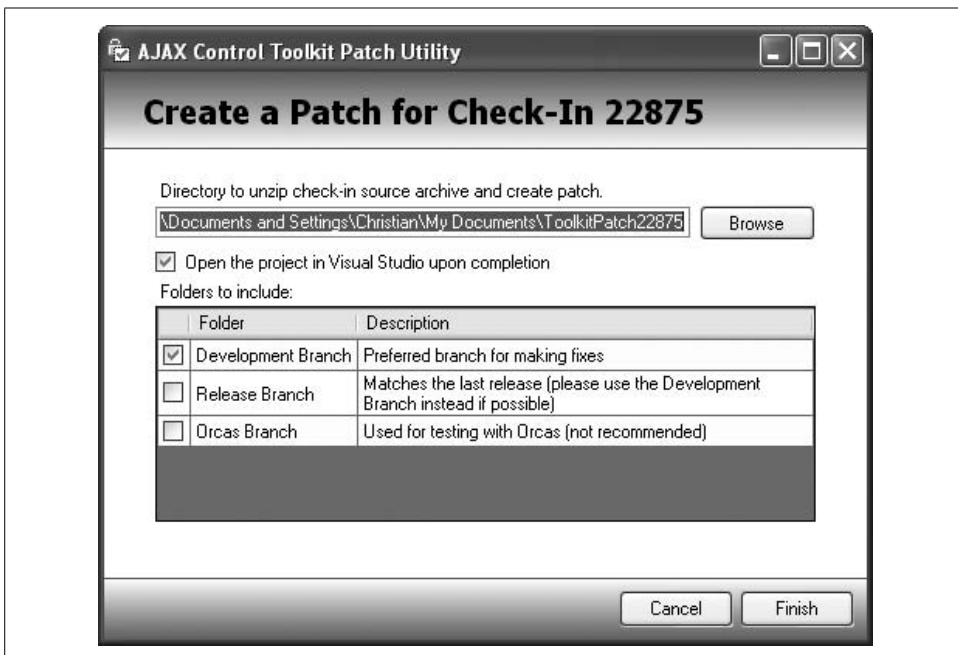 AJAX Control Toolkit Patch Utility
Create a Patch for Check-In 22875
Directory to unzip check-in source archive and create patch.
\Documents and Settings\Christian\My Documents\ToolkitPatch22875
Browse
Open the project in Visual Studio upon completion
Folders to include:
Folder Description
Development Branch Preferred branch for making fixes
Release Branch Matches the last release (please use the Development
Branch instead if possible)
Orcas Branch Used for testing with Orcas (not recommended)
Cancel Finish